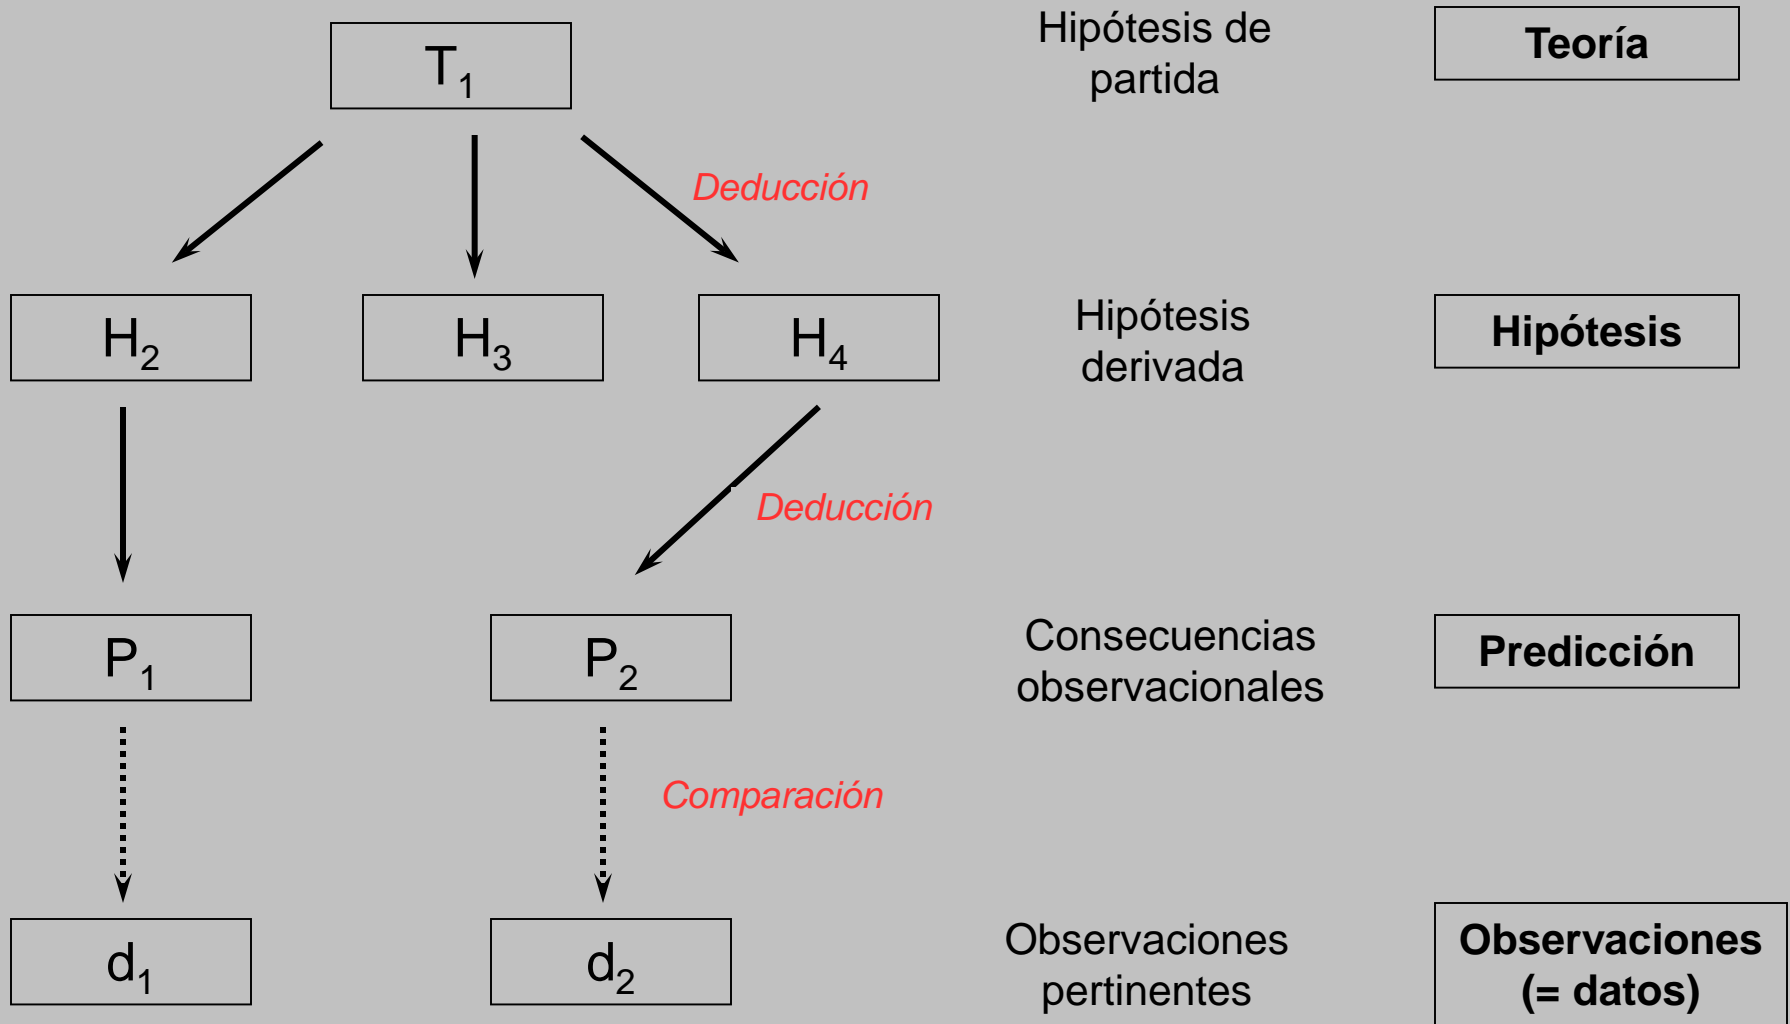 T₁
Hipótesis de
partida
Teoría
Deducción
H₂
H₃
H₄
Hipótesis
derivada
Hipótesis
Deducción
P₁
P₂
Consecuencias
observacionales
Predicción
Comparación
d₁
d₂
Observaciones
pertinentes
Observaciones
(= datos)